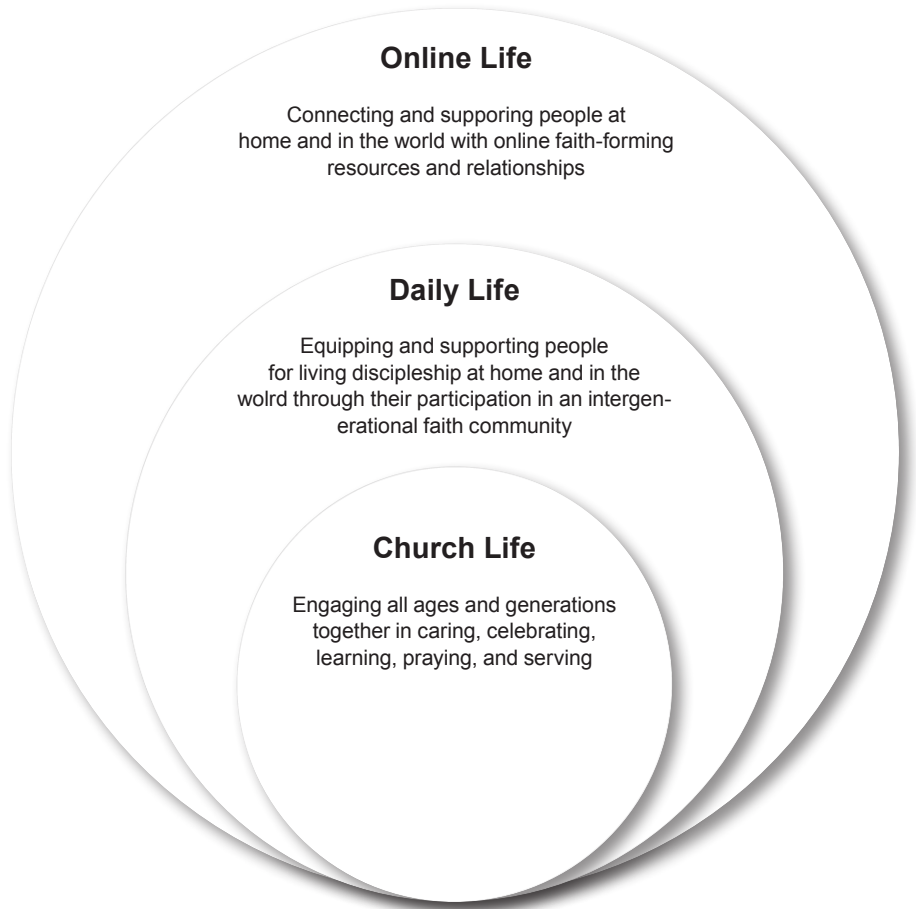 Online Life
Connecting and supporing people at
home and in the world with online faith-forming
resources and relationships
Daily Life
Equipping and supporting people
for living discipleship at home and in the
wolrd through their participation in an intergen-
erational faith community
Church Life
Engaging all ages and generations
together in caring, celebrating,
learning, praying, and serving